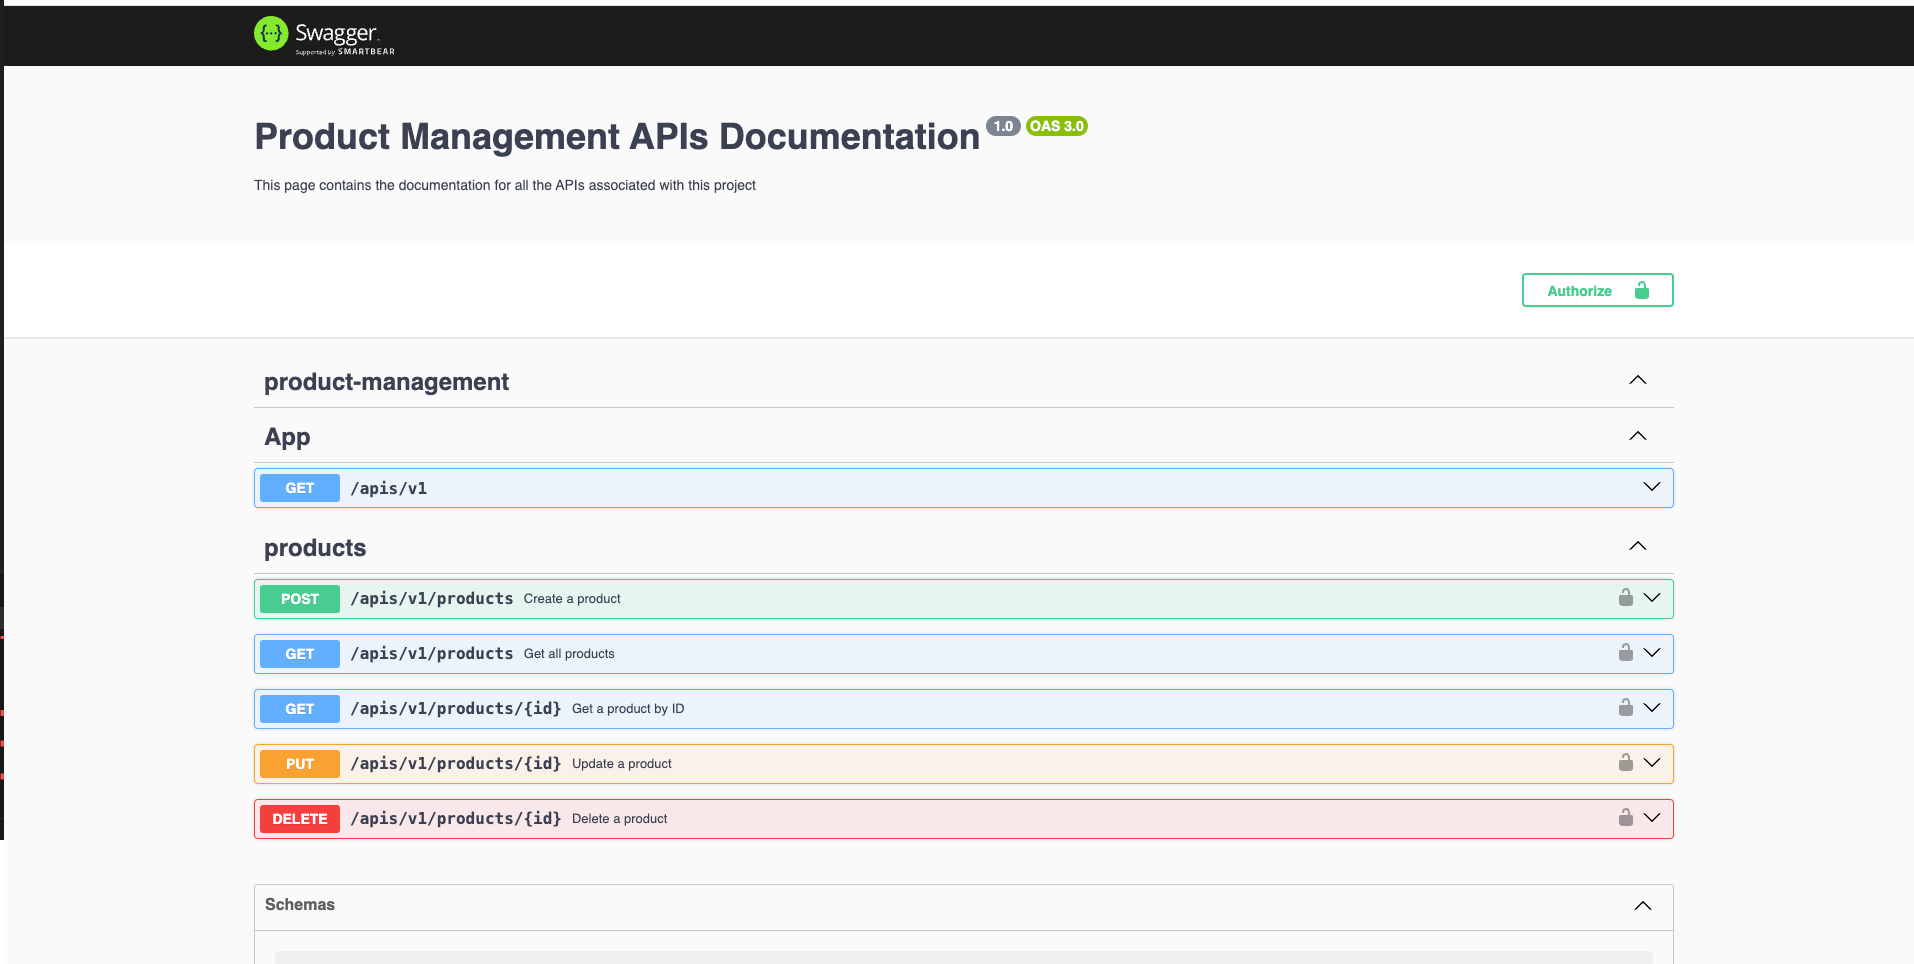 {···} Swagger
Supported by SMARTBEAR
Product Management APIs Documentation 1.0 OAS 3.0
This page contains the documentation for all the APIs associated with this project
Authorize
product-management
App
GET /apis/v1
products
POST /apis/v1/products Create a product
GET /apis/v1/products Get all products
GET /apis/v1/products/{id} Get a product by ID
PUT /apis/v1/products/{id} Update a product
DELETE /apis/v1/products/{id} Delete a product
Schemas